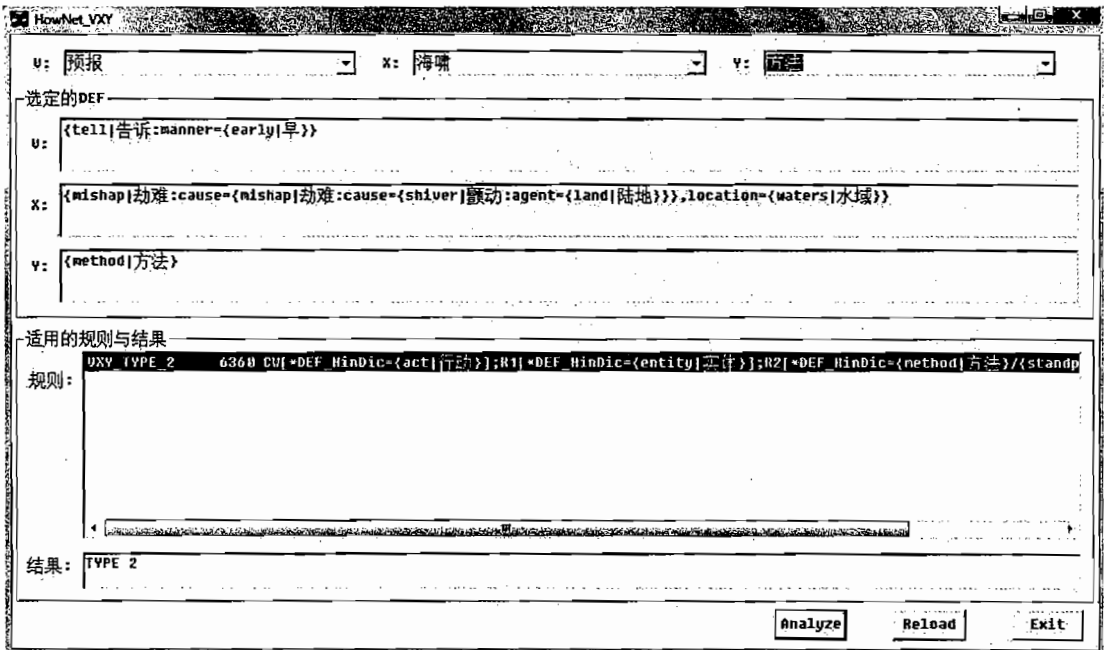 HowNet_VXY
V: 预报 X: 海啸 Y: 方法
选定的DEF
V: {tell|告诉:manner={early|早}}
X: {mishap|劫难:cause={mishap|劫难:cause={shiver|颤动:agent={land|陆地}}},location={waters|水域}}
Y: {method|方法}
适用的规则与结果
规则: VXY_TYPE_2 6360 CW[*DEF_HinDic={act|行动}];R1[*DEF_HinDic={entity|实体}];R2[*DEF_HinDic={method|方法}/{standp
结果: TYPE 2
Analyze Reload Exit